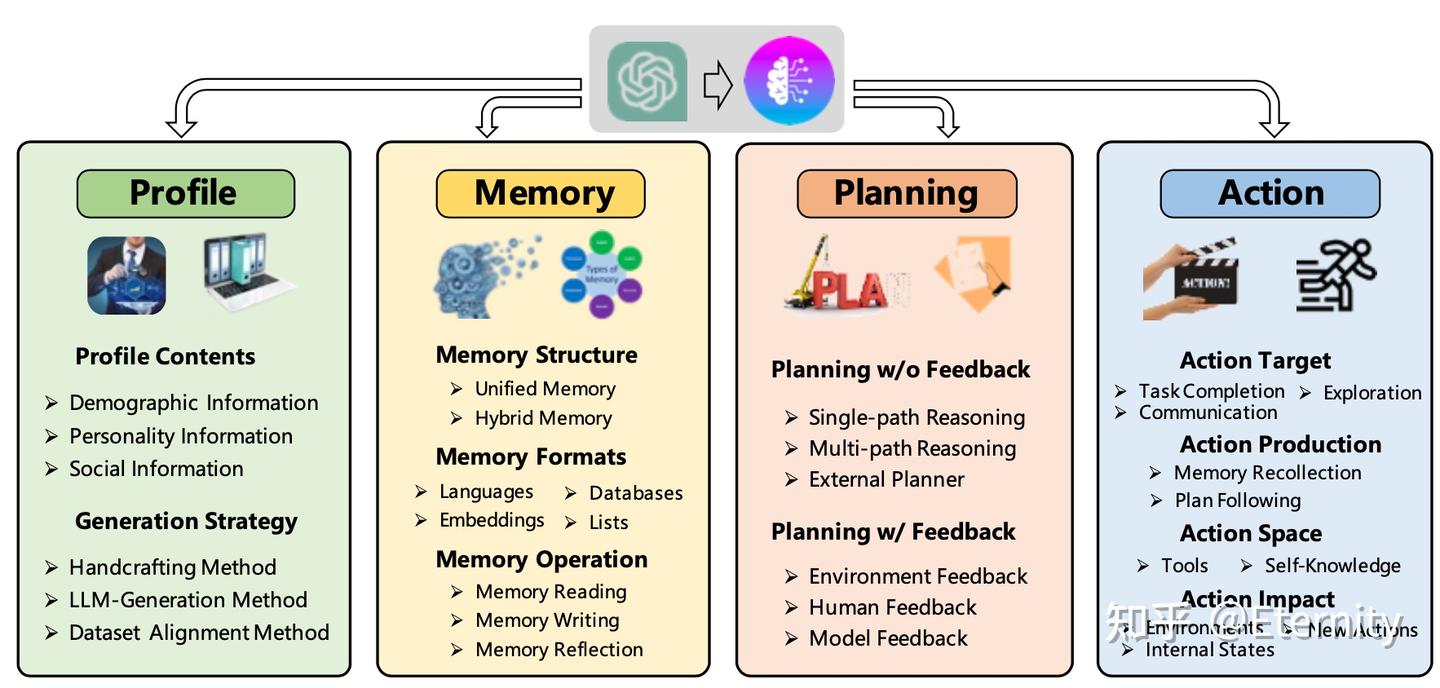 Profile
Profile Contents
Demographic Information
Personality Information
Social Information
Generation Strategy
Handcrafting Method
LLM-Generation Method
Dataset Alignment Method
Memory
Types of
Memory
Memory Structure
Unified Memory
Hybrid Memory
Memory Formats
Languages
Databases
Embeddings
Lists
Memory Operation
Memory Reading
Memory Writing
Memory Reflection
Planning
PLA
Planning w/o Feedback
Single-path Reasoning
Multi-path Reasoning
External Planner
Planning w/ Feedback
Environment Feedback
Human Feedback
Model Feedback
Action
ACTION!
Action Target
Task Completion
Exploration
Communication
Action Production
Memory Recollection
Plan Following
Action Space
Tools
Self-Knowledge
Action Impact
Environments
New Actions
Internal States
知乎 @Eternity